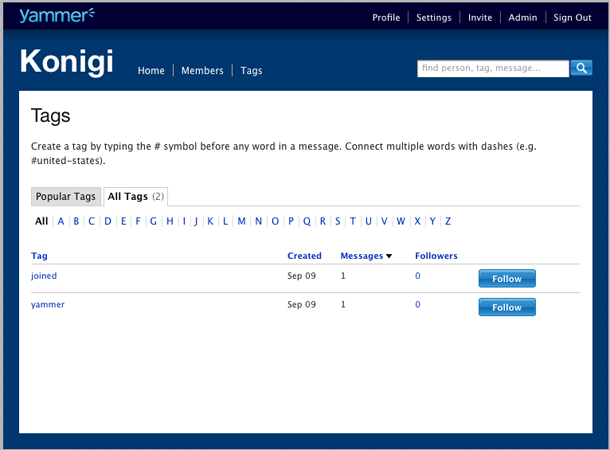 yammer
Profile Settings Invite Admin Sign Out
Konigi
Home Members Tags
find person, tag, message...
Tags
Create a tag by typing the # symbol before any word in a message. Connect multiple words with dashes (e.g.
#united-states).
Popular Tags All Tags (2)
All A B C D E F G H I J K L M N O P Q R S T U V W X Y Z
Tag Created Messages Followers
joined Sep 09 1 0 Follow
yammer Sep 09 1 0 Follow